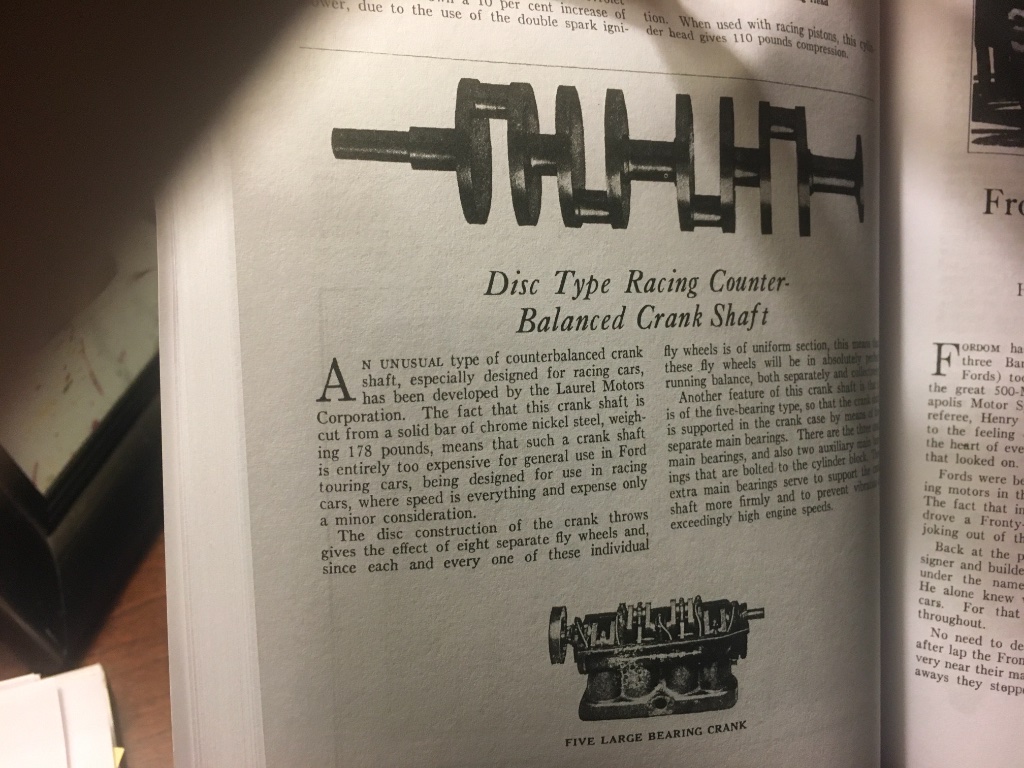 10 per cent increase of
due to the use of the double spark igni-
tion. When used with racing pistons, this
der head gives 110 pounds compression.
Disc Type Racing Counter-
Balanced Crank Shaft
AN UNUSUAL type of counterbalanced crank
shaft, especially designed for racing cars,
has been developed by the Laurel Motors
Corporation. The fact that this crank shaft is
cut from a solid bar of chrome nickel steel, weigh-
ing 178 pounds, means that such a crank shaft
is entirely too expensive for general use in Ford
touring cars, being designed for use in racing
cars, where speed is everything and expense only
a minor consideration.
The disc construction of the crank throws
gives the effect of eight separate fly wheels and,
since each and every one of these individual
fly wheels is of uniform section, this means
these fly wheels will be in absolutely
running balance, both separately and
Another feature of this crank shaft is
is of the five-bearing type, so that the
is supported in the crank case by means
separate main bearings. There are the
main bearings, and also two auxiliary
ings that are bolted to the cylinder block.
extra main bearings serve to support
shaft more firmly and to prevent
exceedingly high engine speeds.
FIVE LARGE BEARING CRANK
Fro
FORDOM ha
three Bar
Fords) too
the great 500-
apolis Motor S
referee, Henry
to the feeling
the heart of eve
that looked on.
Fords were be
ing motors in th
The fact that in
drove a Fronty-
joking out of th
Back at the p
signer and builde
under the name
He alone knew
cars. For that
throughout.
No need to de
after lap the Fron
very near their ma
aways they stopp